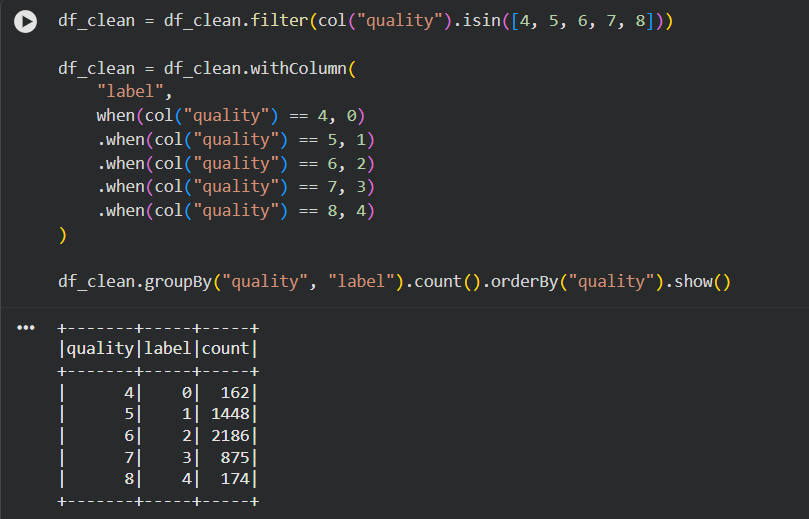 df_clean = df_clean.filter(col("quality").isin([4, 5, 6, 7, 8]))
df_clean = df_clean.withColumn(
    "label",
    when(col("quality") == 4, 0)
    .when(col("quality") == 5, 1)
    .when(col("quality") == 6, 2)
    .when(col("quality") == 7, 3)
    .when(col("quality") == 8, 4)
)
df_clean.groupBy("quality", "label").count().orderBy("quality").show()
+-------+-----+-----+
|quality|label|count|
+-------+-----+-----+
|      4|    0|  162|
|      5|    1| 1448|
|      6|    2| 2186|
|      7|    3|  875|
|      8|    4|  174|
+-------+-----+-----+